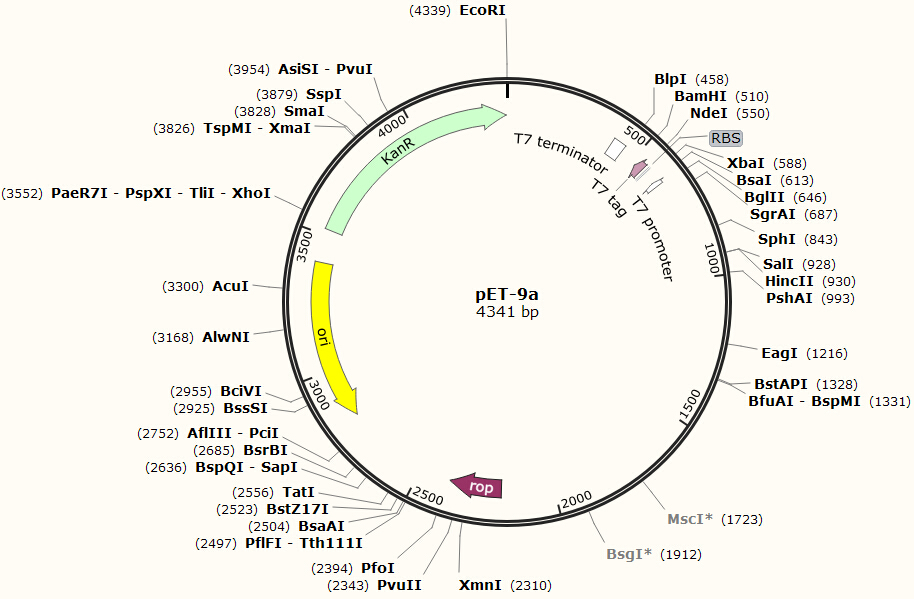 (4339) EcoRI
(3954) AsiSI - PvuI
(3879) SspI
(3828) SmaI
(3826) TspMI - XmaI
(3552) PaeR7I - PspXI - TliI - XhoI
(3300) AcuI
(3168) AlwNI
(2955) BciVI
(2925) BssSI
(2752) AflIII - PciI
(2685) BsrBI
(2636) BspQI - SapI
(2556) TatI
(2523) BstZ17I
(2504) BsaAI
(2497) PflFI - Tth111I
(2394) PfoI
(2343) PvuII
XmnI (2310)
BlpI (458)
BamHI (510)
NdeI (550)
RBS
XbaI (588)
BsaI (613)
BglII (646)
SgrAI (687)
SphI (843)
SalI (928)
HincII (930)
PshAI (993)
EagI (1216)
BstAPI (1328)
BfuAI - BspMI (1331)
MscI* (1723)
BsgI* (1912)
500
1000
1500
2000
2500
3000
3500
4000
KanR
T7 terminator
T7 tag
T7 promoter
ori
rop
pET-9a
4341 bp